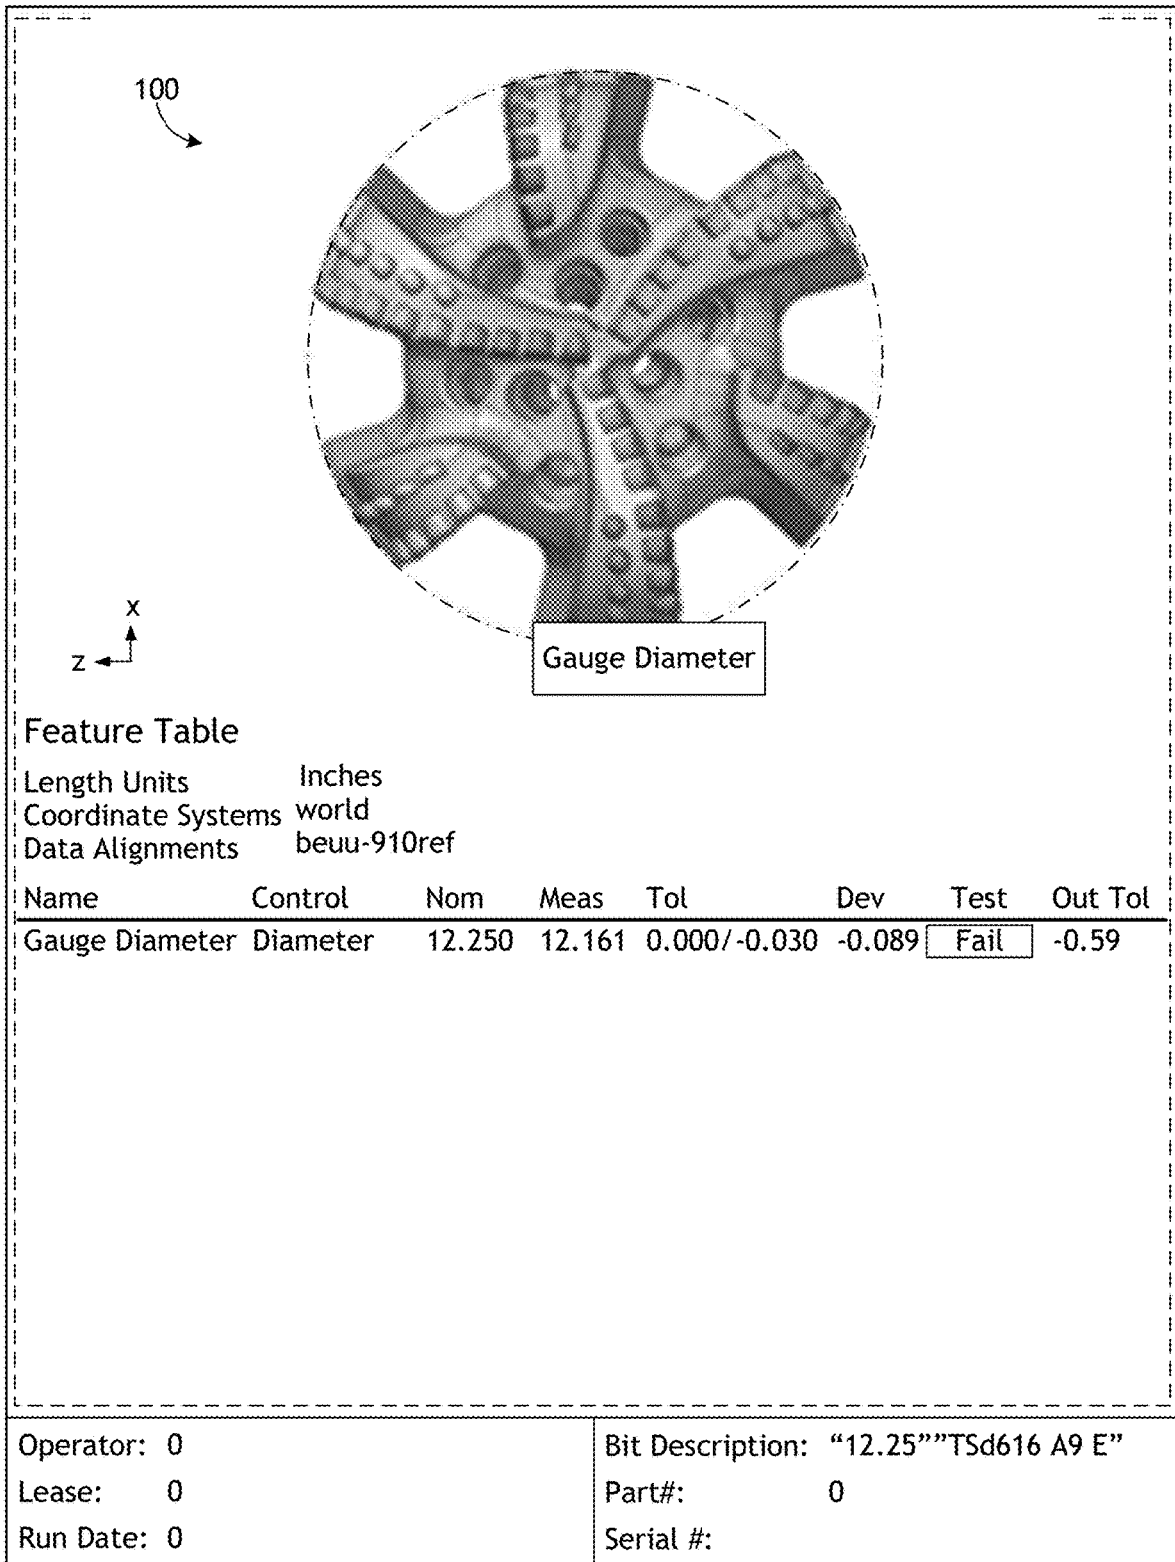 100
X
Z
Gauge Diameter
Feature Table
Length Units Inches
Coordinate Systems world
Data Alignments beuu-910ref
Name Control Nom Meas Tol Dev Test Out Tol
Gauge Diameter Diameter 12.250 12.161 0.000/-0.030 -0.089 Fail -0.59
Operator: 0
Lease: 0
Run Date: 0
Bit Description: “12.25””TSd616 A9 E”
Part#: 0
Serial #: